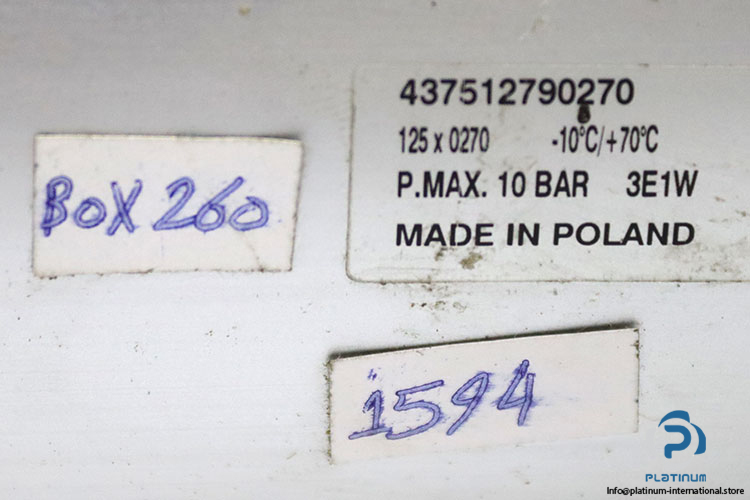 437512790270
125 x 0270 -10°C/+70°C
P.MAX. 10 BAR 3E1W
MADE IN POLAND
BOX 260
1594
PLATINUM
Info@platinum-international.store